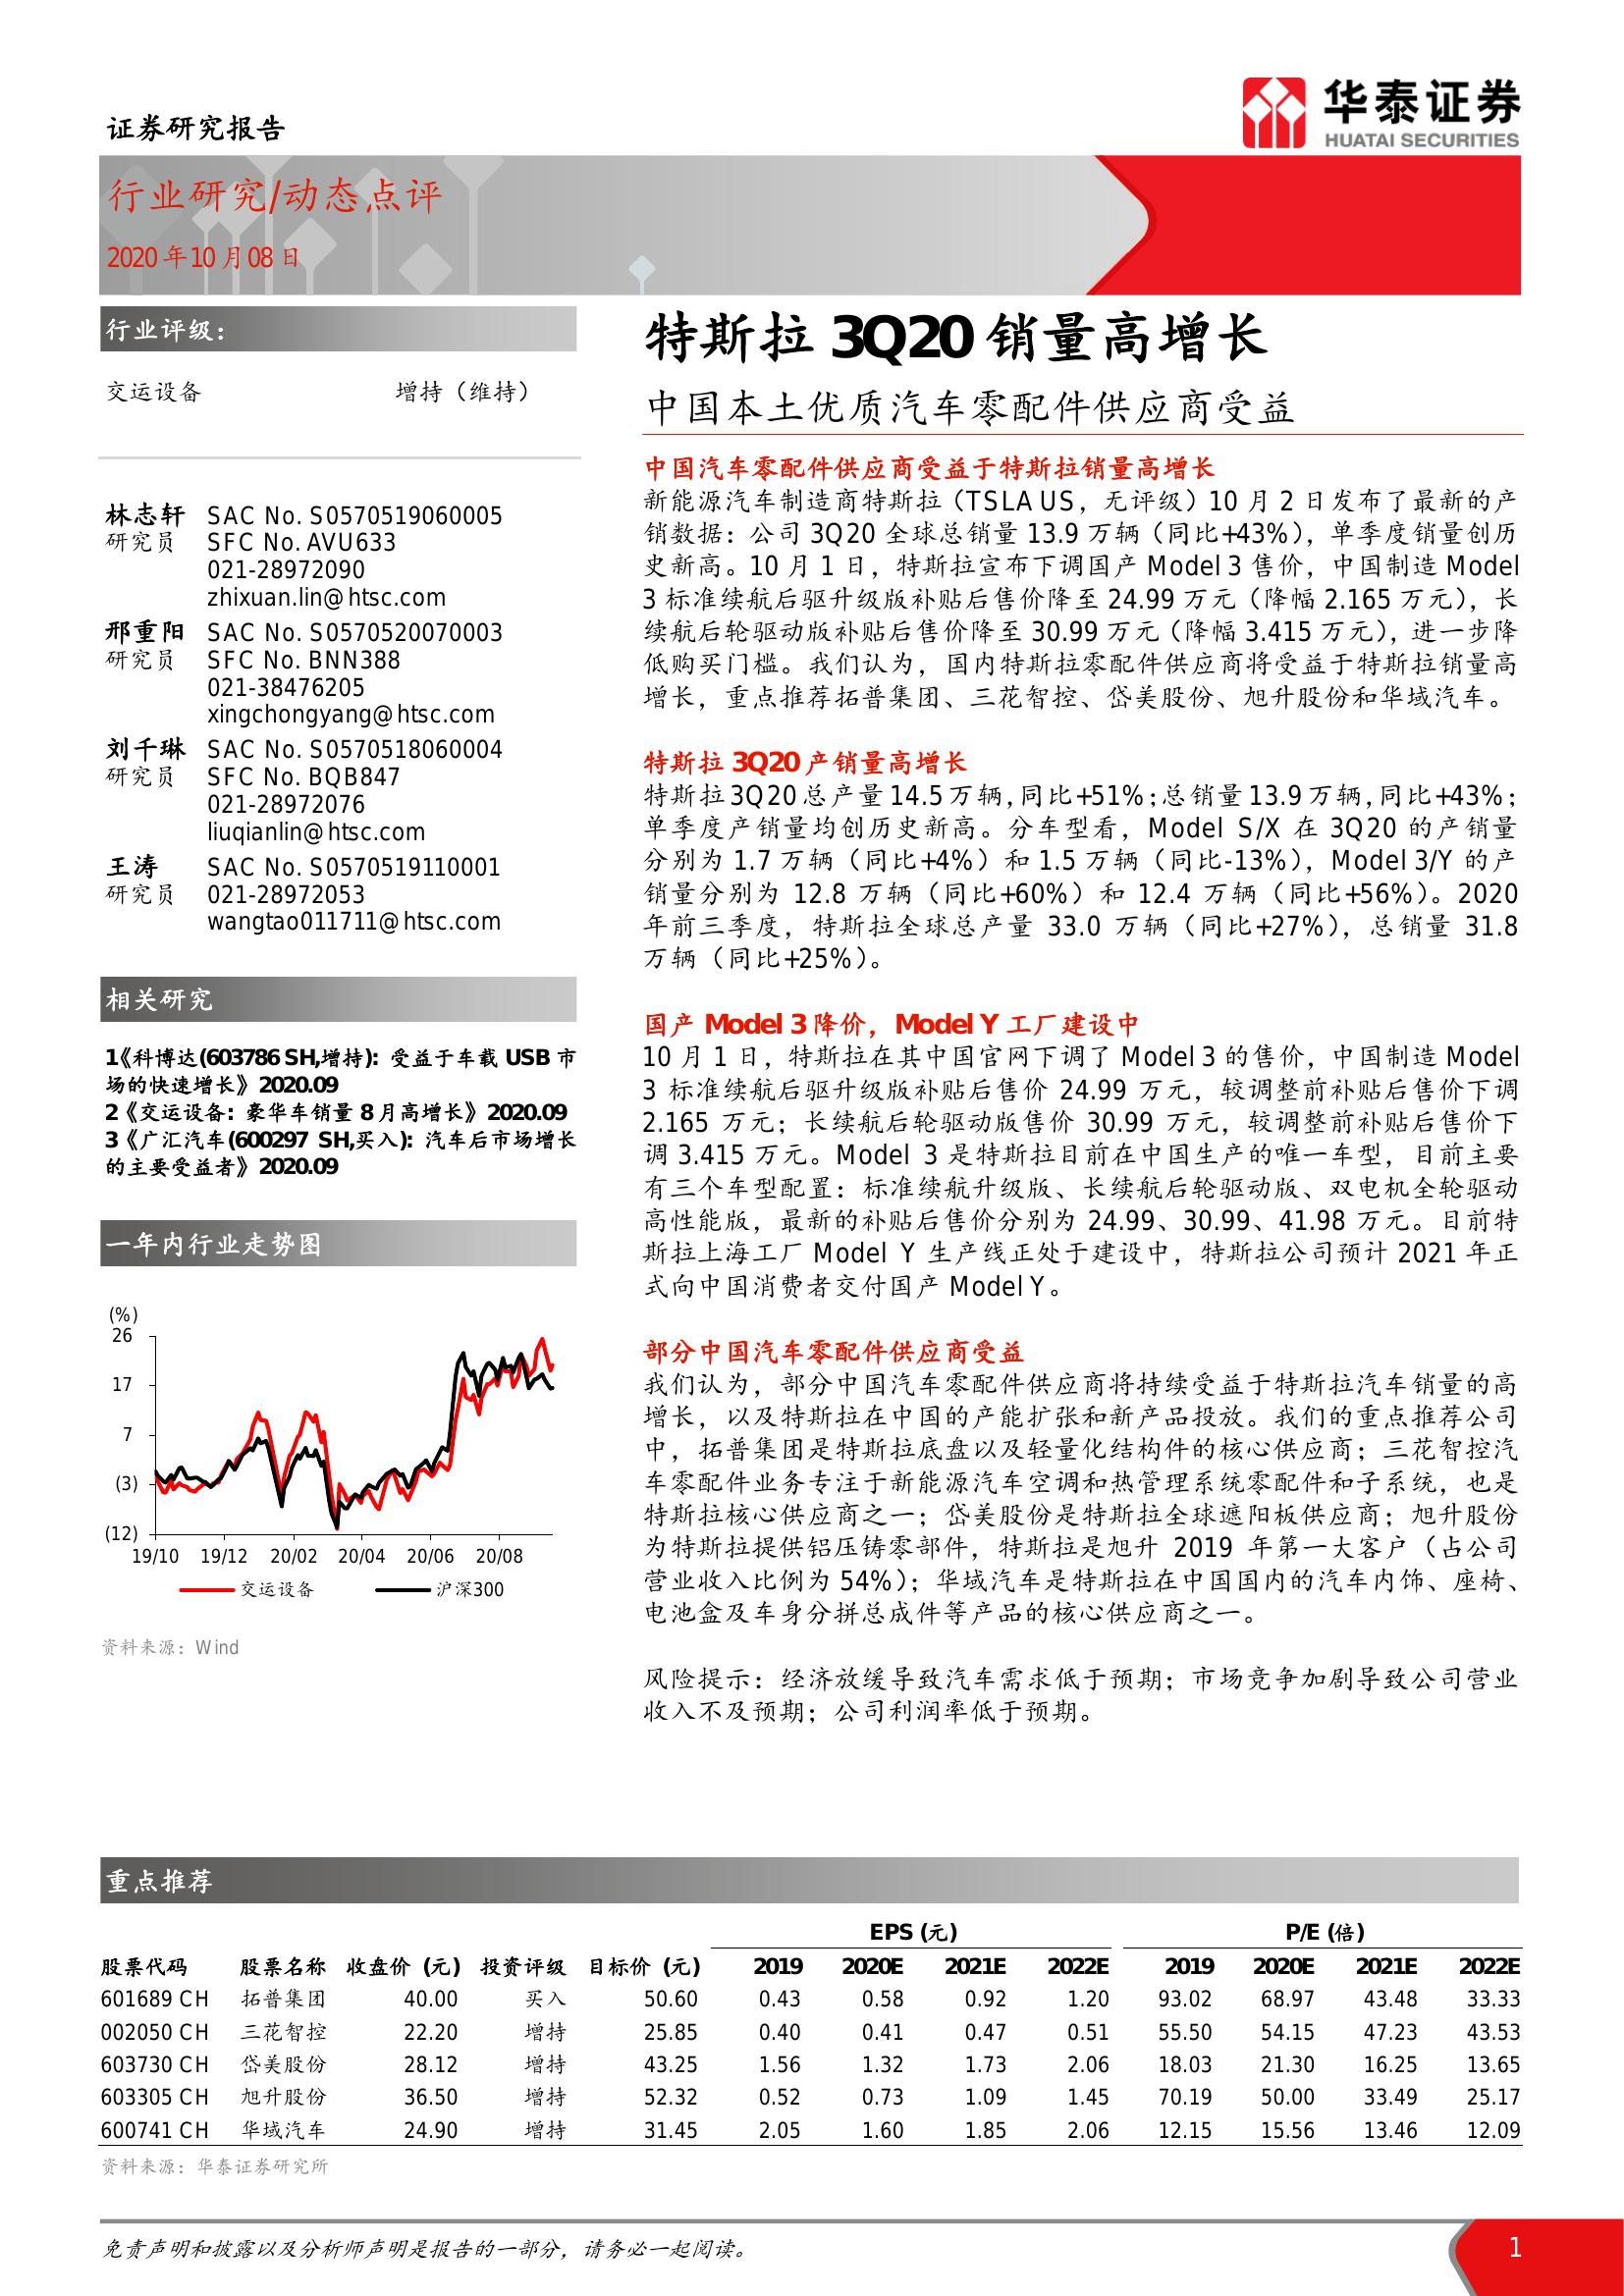 证券研究报告
华泰证券
HUATAI SECURITIES
行业研究/动态点评
2020年10月08日
行业评级：
交运设备 增持（维持）
林志轩 SAC No. S0570519060005
研究员 SFC No. AVU633
021-28972090
zhixuan.lin@htsc.com
邢重阳 SAC No. S0570520070003
研究员 SFC No. BNN388
021-38476205
xingchongyang@htsc.com
刘千琳 SAC No. S0570518060004
研究员 SFC No. BQB847
021-28972076
liuqianlin@htsc.com
王涛 SAC No. S0570519110001
研究员 021-28972053
wangtao011711@htsc.com
相关研究
1《科博达(603786 SH,增持)：受益于车载 USB 市
场的快速增长》2020.09
2《交运设备：豪华车销量 8 月高增长》2020.09
3《广汇汽车(600297 SH,买入)：汽车后市场增长
的主要受益者》2020.09
一年内行业走势图
(%)
26
17
7
(3)
(12)
19/10 19/12 20/02 20/04 20/06 20/08
交运设备 沪深300
资料来源：Wind
特斯拉 3Q20 销量高增长
中国本土优质汽车零配件供应商受益
中国汽车零配件供应商受益于特斯拉销量高增长
新能源汽车制造商特斯拉（TSLA US，无评级）10 月 2 日发布了最新的产
销数据：公司 3Q20 全球总销量 13.9 万辆（同比+43%），单季度销量创历
史新高。10 月 1 日，特斯拉宣布下调国产 Model 3 售价，中国制造 Model
3 标准续航后驱升级版补贴后售价降至 24.99 万元（降幅 2.165 万元），长
续航后轮驱动版补贴后售价降至 30.99 万元（降幅 3.415 万元），进一步降
低购买门槛。我们认为，国内特斯拉零配件供应商将受益于特斯拉销量高
增长，重点推荐拓普集团、三花智控、岱美股份、旭升股份和华域汽车。
特斯拉 3Q20 产销量高增长
特斯拉 3Q20 总产量 14.5 万辆，同比+51%；总销量 13.9 万辆，同比+43%；
单季度产销量均创历史新高。分车型看，Model S/X 在 3Q20 的产销量
分别为 1.7 万辆（同比+4%）和 1.5 万辆（同比-13%），Model 3/Y 的产
销量分别为 12.8 万辆（同比+60%）和 12.4 万辆（同比+56%）。2020
年前三季度，特斯拉全球总产量 33.0 万辆（同比+27%），总销量 31.8
万辆（同比+25%）。
国产 Model 3 降价，Model Y 工厂建设中
10 月 1 日，特斯拉在其中国官网下调了 Model 3 的售价，中国制造 Model
3 标准续航后驱升级版补贴后售价 24.99 万元，较调整前补贴后售价下调
2.165 万元；长续航后轮驱动版售价 30.99 万元，较调整前补贴后售价下
调 3.415 万元。Model 3 是特斯拉目前在中国生产的唯一车型，目前主要
有三个车型配置：标准续航升级版、长续航后轮驱动版、双电机全轮驱动
高性能版，最新的补贴后售价分别为 24.99、30.99、41.98 万元。目前特
斯拉上海工厂 Model Y 生产线正处于建设中，特斯拉公司预计 2021 年正
式向中国消费者交付国产 Model Y。
部分中国汽车零配件供应商受益
我们认为，部分中国汽车零配件供应商将持续受益于特斯拉汽车销量的高
增长，以及特斯拉在中国的产能扩张和新产品投放。我们的重点推荐公司
中，拓普集团是特斯拉底盘以及轻量化结构件的核心供应商；三花智控汽
车零配件业务专注于新能源汽车空调和热管理系统零配件和子系统，也是
特斯拉核心供应商之一；岱美股份是特斯拉全球遮阳板供应商；旭升股份
为特斯拉提供铝压铸零部件，特斯拉是旭升 2019 年第一大客户（占公司
营业收入比例为 54%）；华域汽车是特斯拉在中国国内的汽车内饰、座椅、
电池盒及车身分拼总成件等产品的核心供应商之一。
风险提示：经济放缓导致汽车需求低于预期；市场竞争加剧导致公司营业
收入不及预期；公司利润率低于预期。
重点推荐
EPS (元) P/E (倍)
股票代码 股票名称 收盘价 (元) 投资评级 目标价 (元) 2019 2020E 2021E 2022E 2019 2020E 2021E 2022E
601689 CH 拓普集团 40.00 买入 50.60 0.43 0.58 0.92 1.20 93.02 68.97 43.48 33.33
002050 CH 三花智控 22.20 增持 25.85 0.40 0.41 0.47 0.51 55.50 54.15 47.23 43.53
603730 CH 岱美股份 28.12 增持 43.25 1.56 1.32 1.73 2.06 18.03 21.30 16.25 13.65
603305 CH 旭升股份 36.50 增持 52.32 0.52 0.73 1.09 1.45 70.19 50.00 33.49 25.17
600741 CH 华域汽车 24.90 增持 31.45 2.05 1.60 1.85 2.06 12.15 15.56 13.46 12.09
资料来源：华泰证券研究所
免责声明和披露以及分析师声明是报告的一部分，请务必一起阅读。 1